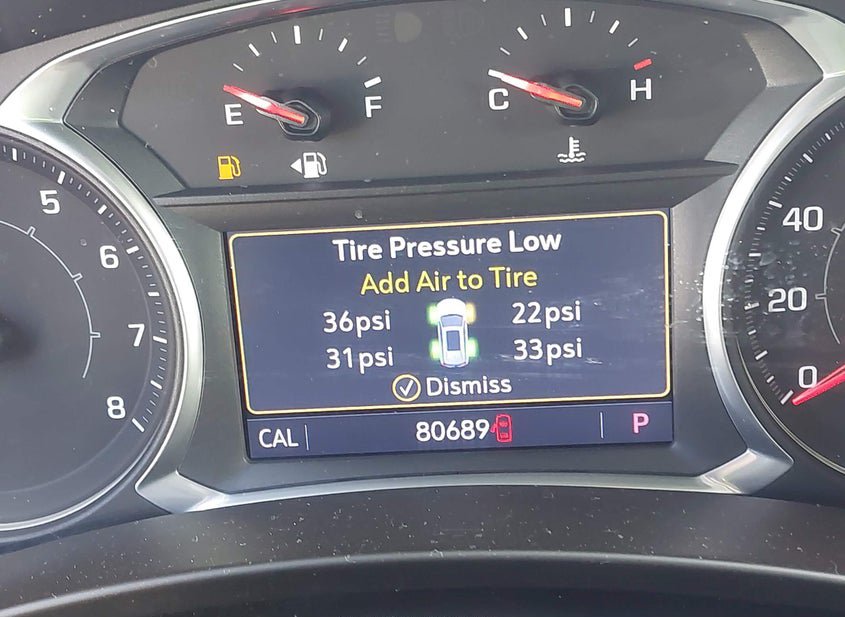 E F
C H
5
6
7
8
40
20
0
Tire Pressure Low
Add Air to Tire
36psi 22psi
31psi 33psi
Dismiss
CAL 80689 P